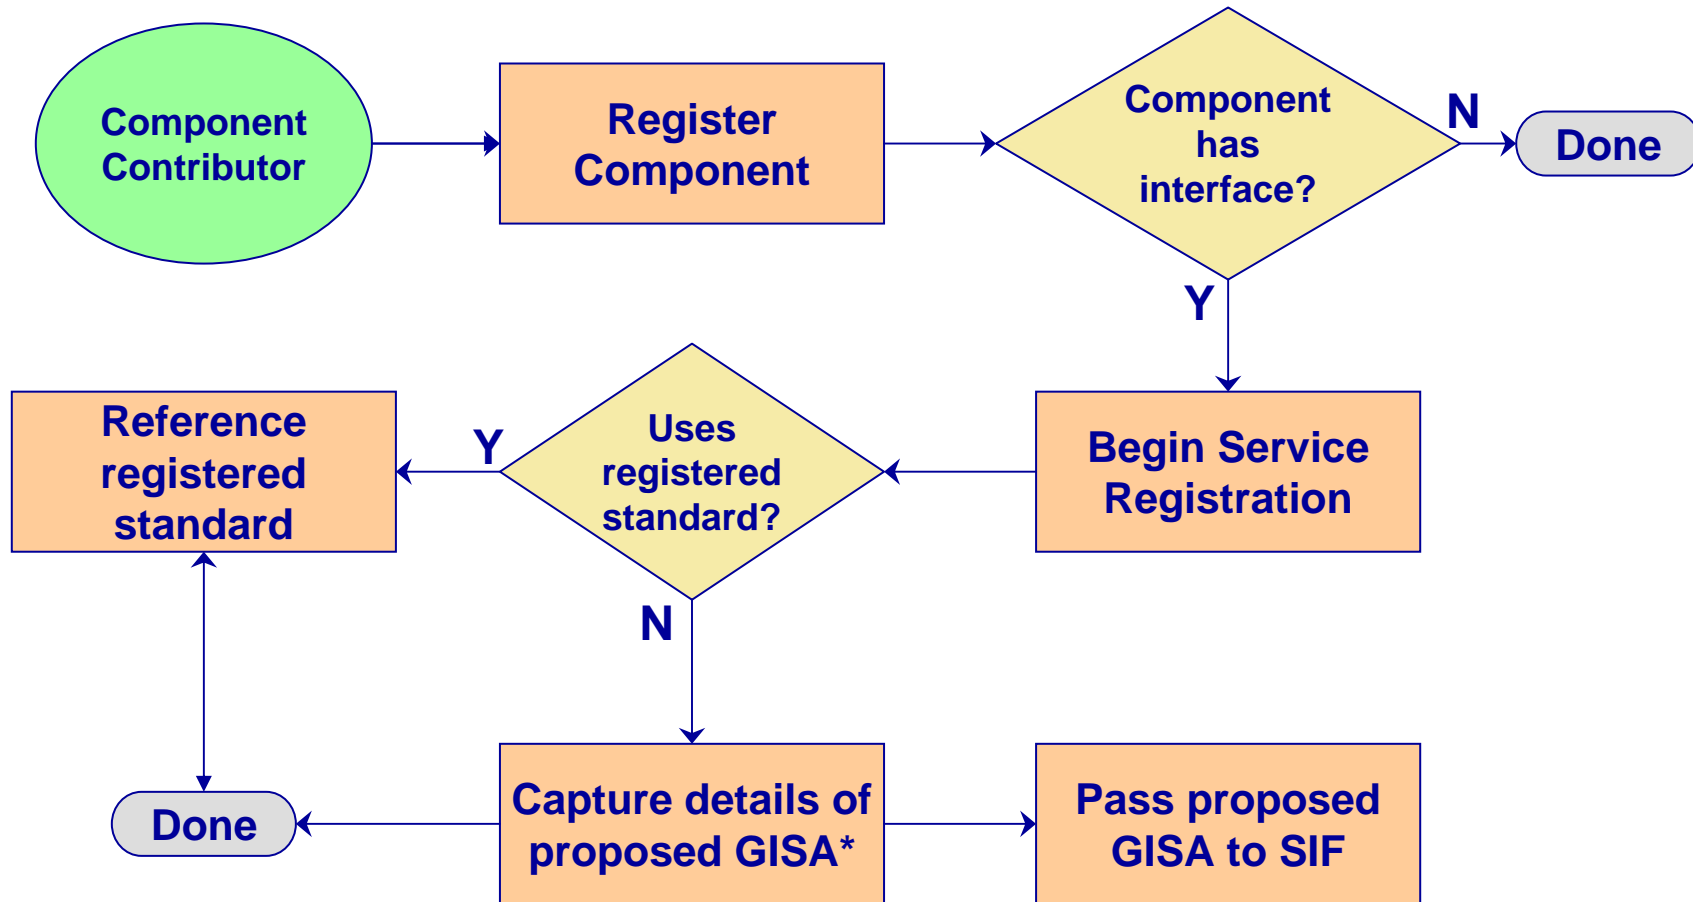 Component
Contributor
Register
Component
Component
has
interface?
N
Done
Y
Reference
registered
standard
Y
Uses
registered
standard?
Begin Service
Registration
N
Done
Capture details of
proposed GISA*
Pass proposed
GISA to SIF